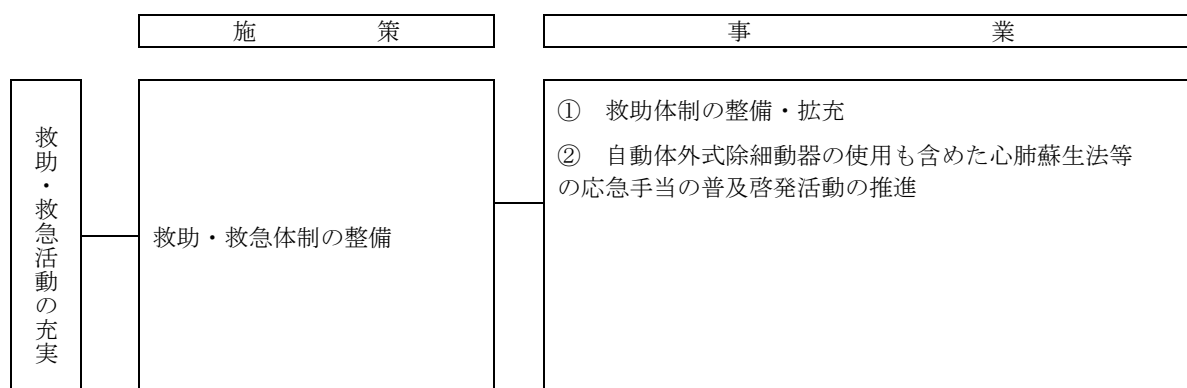 施　策
事　業
救助・救急活動の充実
救助・救急体制の整備
①　救助体制の整備・拡充
②　自動体外式除細動器の使用も含めた心肺蘇生法等
の応急手当の普及啓発活動の推進